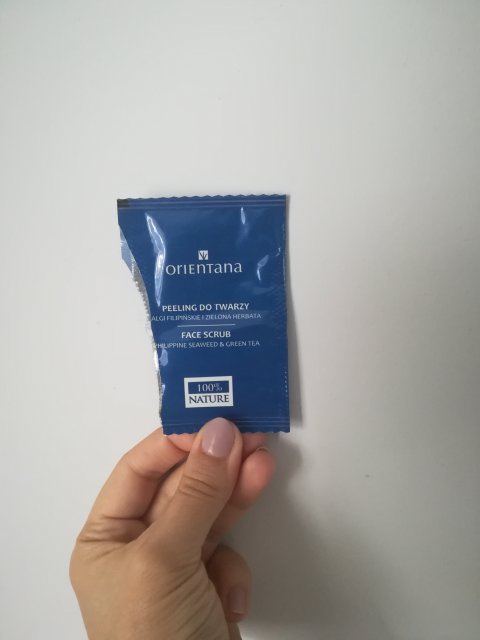 ORIENTANA
PEELING DO TWARZY
ALGI FILIPIŃSKIE I ZIELONA HERBATA
FACE SCRUB
PHILIPPINE SEAWEED & GREEN TEA
100%
NATURE